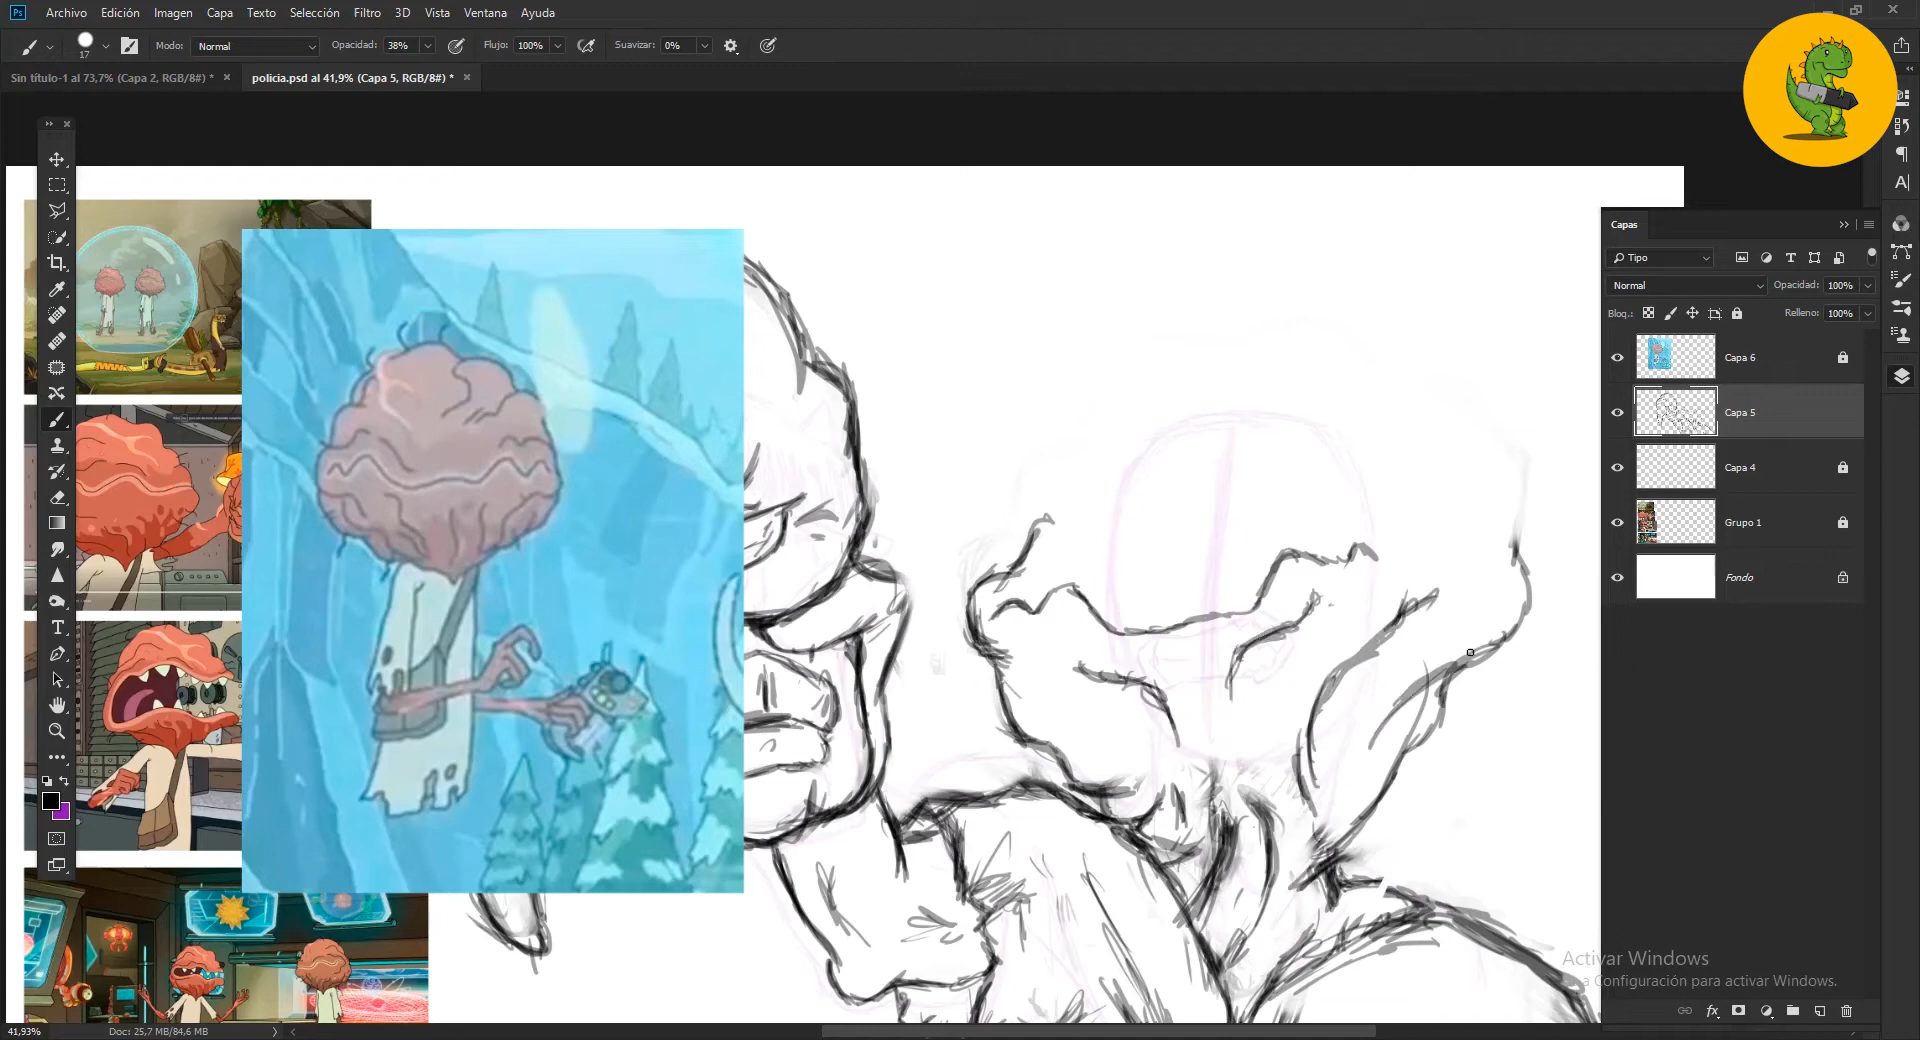 Ps Archivo Edición Imagen Capa Texto Selección Filtro 3D Vista Ventana Ayuda
17 Modo: Normal Opacidad: 38% Flujo: 100% Suavizar: 0%
Sin título-1 al 73,7% (Capa 2, RGB/8#) * × policia.psd al 41,9% (Capa 5, RGB/8#) * ×
Capas
Tipo
Normal Opacidad: 100%
Bloq.: Relleno: 100%
Capa 6
Capa 5
Capa 4
Grupo 1
Fondo
Activar Windows
a Configuración para activar Windows.
41,93% Doc: 25,7 MB/84,6 MB